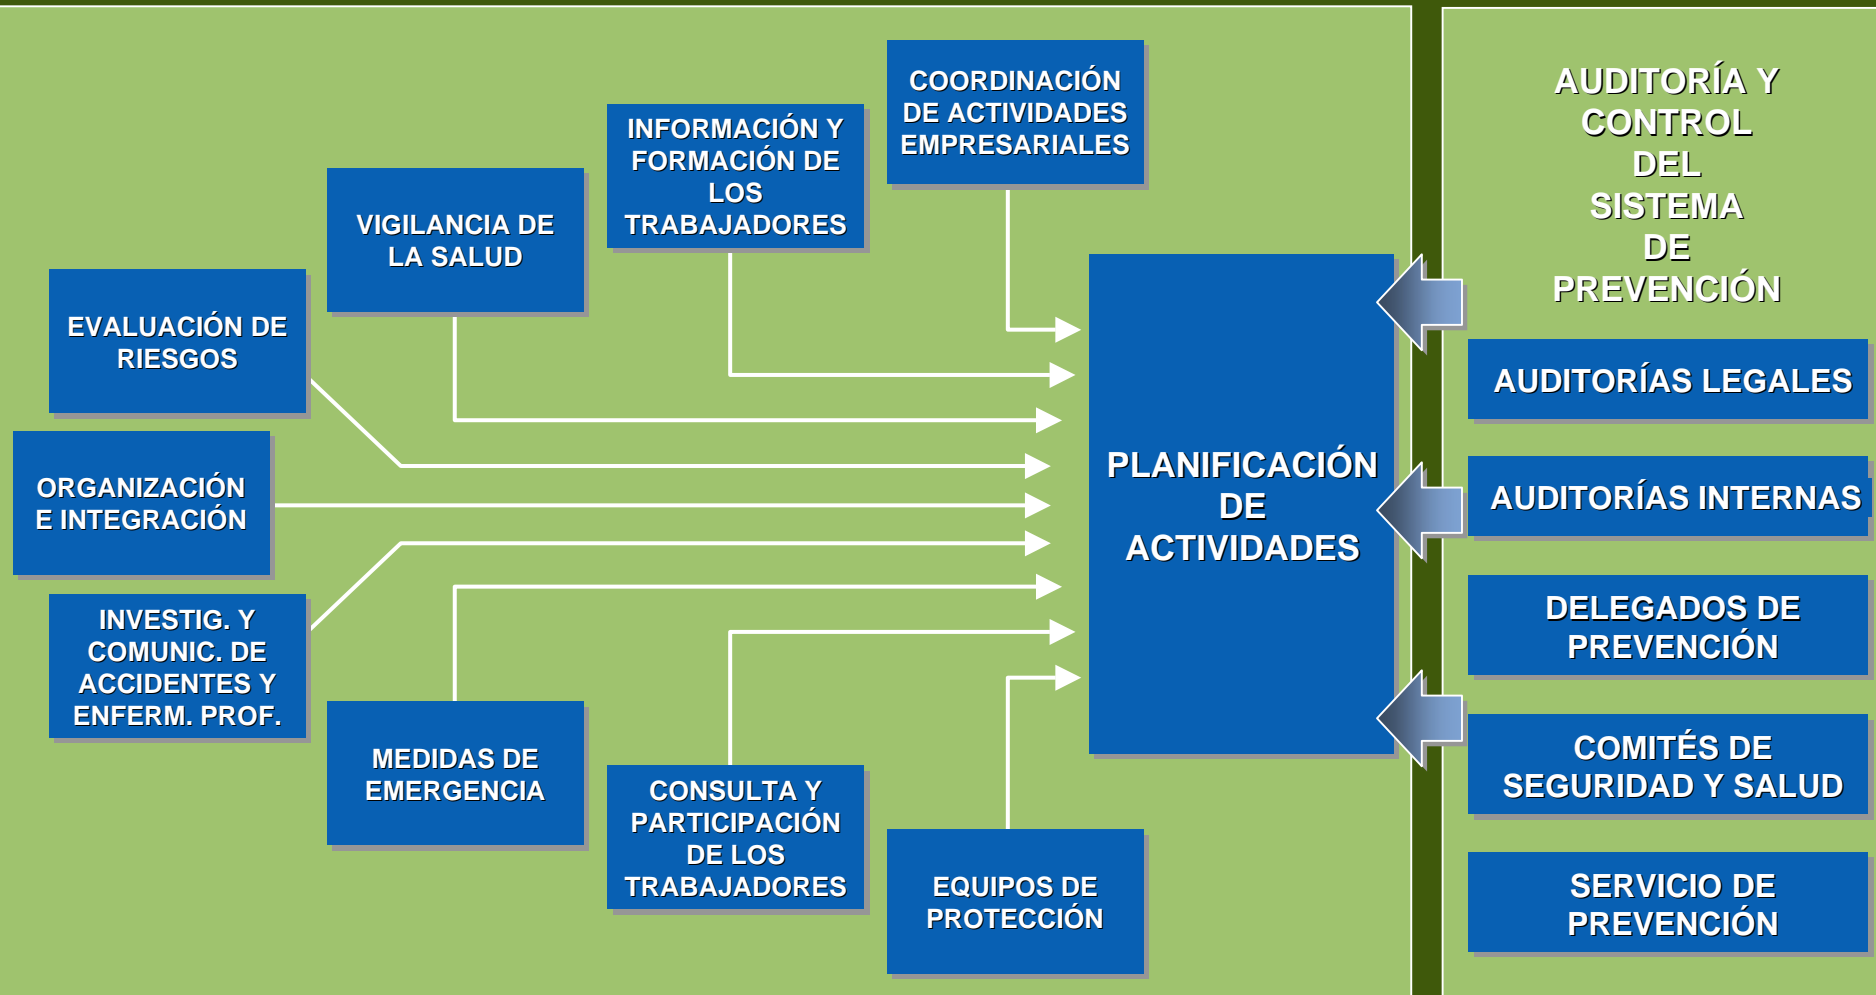 COORDINACIÓN
DE ACTIVIDADES
EMPRESARIALES
INFORMACIÓN Y
FORMACIÓN DE
LOS
TRABAJADORES
VIGILANCIA DE
LA SALUD
EVALUACIÓN DE
RIESGOS
ORGANIZACIÓN
E INTEGRACIÓN
INVESTIG. Y
COMUNIC. DE
ACCIDENTES Y
ENFERM. PROF.
MEDIDAS DE
EMERGENCIA
CONSULTA Y
PARTICIPACIÓN
DE LOS
TRABAJADORES
EQUIPOS DE
PROTECCIÓN
PLANIFICACIÓN
DE
ACTIVIDADES
AUDITORÍA Y
CONTROL
DEL
SISTEMA
DE
PREVENCIÓN
AUDITORÍAS LEGALES
AUDITORÍAS INTERNAS
DELEGADOS DE
PREVENCIÓN
COMITÉS DE
SEGURIDAD Y SALUD
SERVICIO DE
PREVENCIÓN